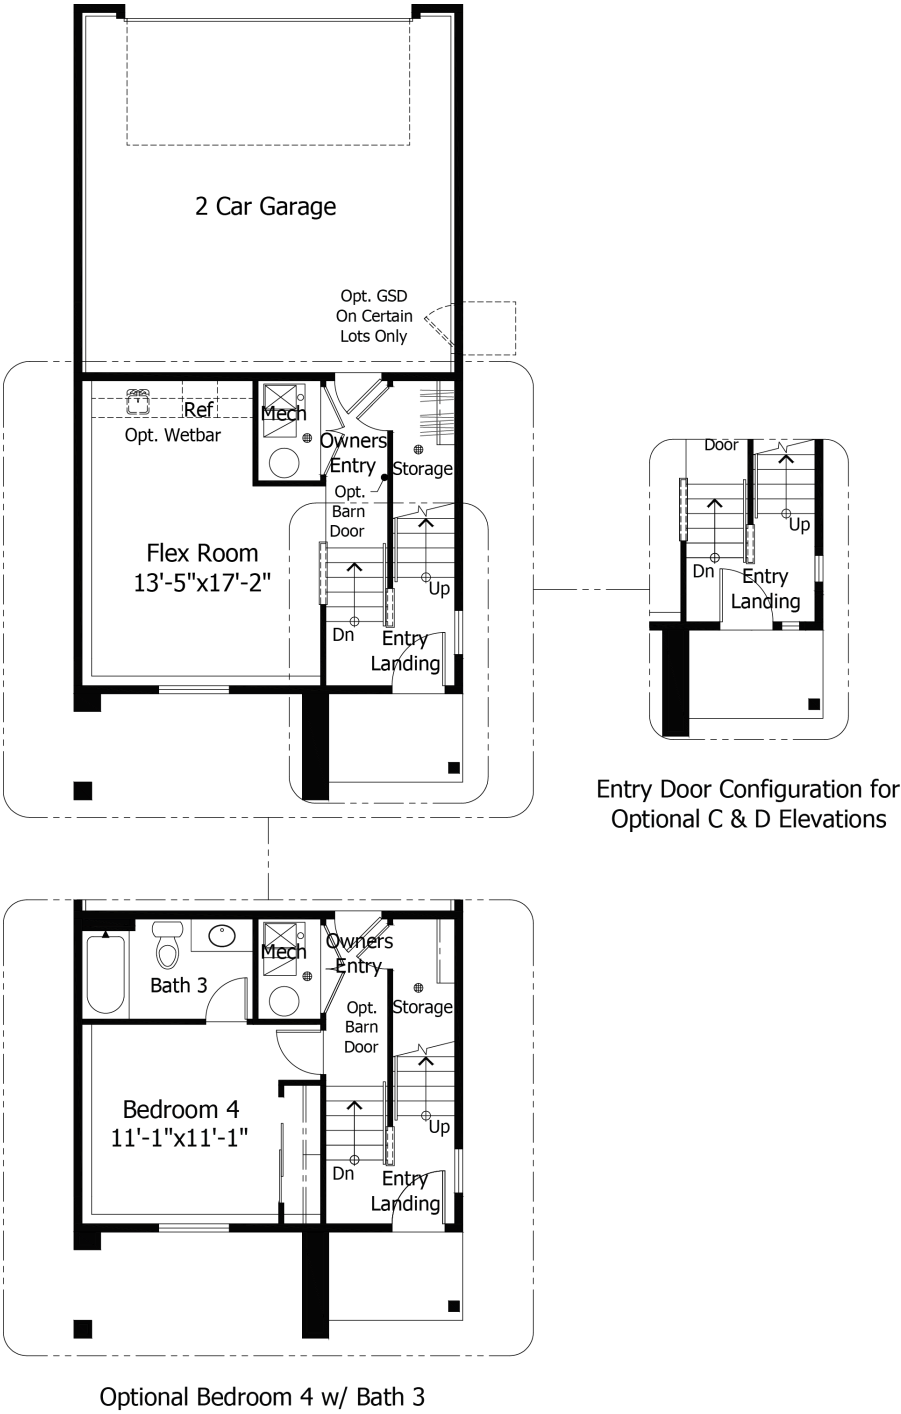 2 Car Garage
Opt. GSD
On Certain
Lots Only
Ref
Opt. Wetbar
Mech
Owners
Entry
Storage
Opt.
Barn
Door
Flex Room
13'-5"x17'-2"
Up
Dn
Entry
Landing
Door
Up
Dn
Entry
Landing
Entry Door Configuration for
Optional C & D Elevations
Mech
Owners
Entry
Bath 3
Storage
Opt.
Barn
Door
Bedroom 4
11'-1"x11'-1"
Up
Dn
Entry
Landing
Optional Bedroom 4 w/ Bath 3